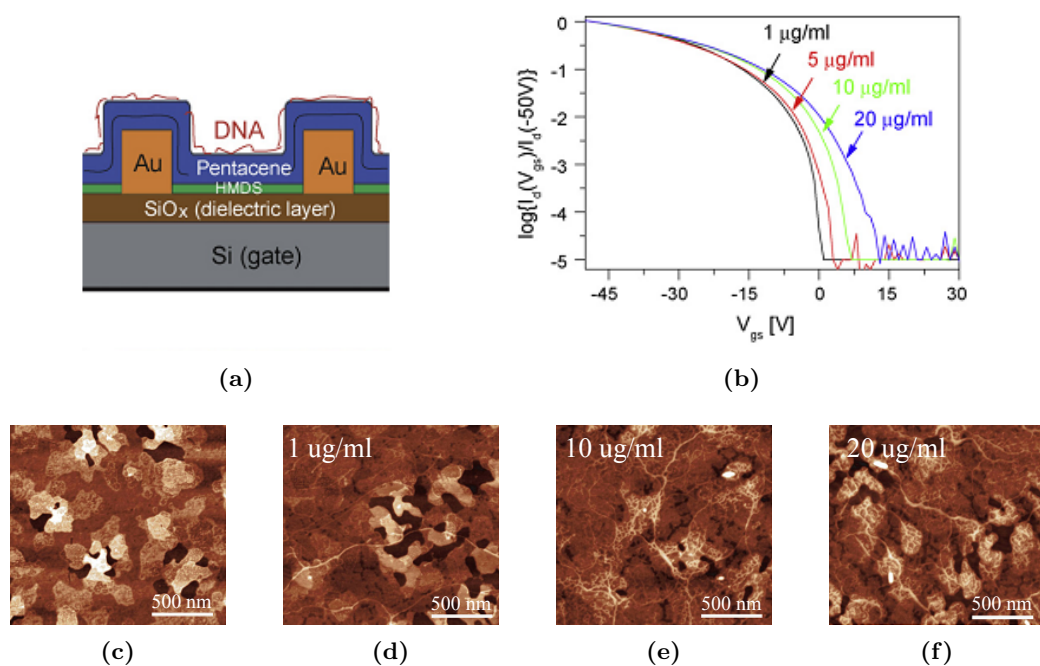 DNA
Au
Au
Pentacene
HMDS
SiOx (dielectric layer)
Si (gate)
(a)
log{Id(Vgs)/Id(-50V)}
0
-1
-2
-3
-4
-5
1 μg/ml
5 μg/ml
10 μg/ml
20 μg/ml
-45
-30
-15
0
15
30
Vgs [V]
(b)
500 nm
(c)
1 ug/ml
500 nm
(d)
10 ug/ml
500 nm
(e)
20 ug/ml
500 nm
(f)